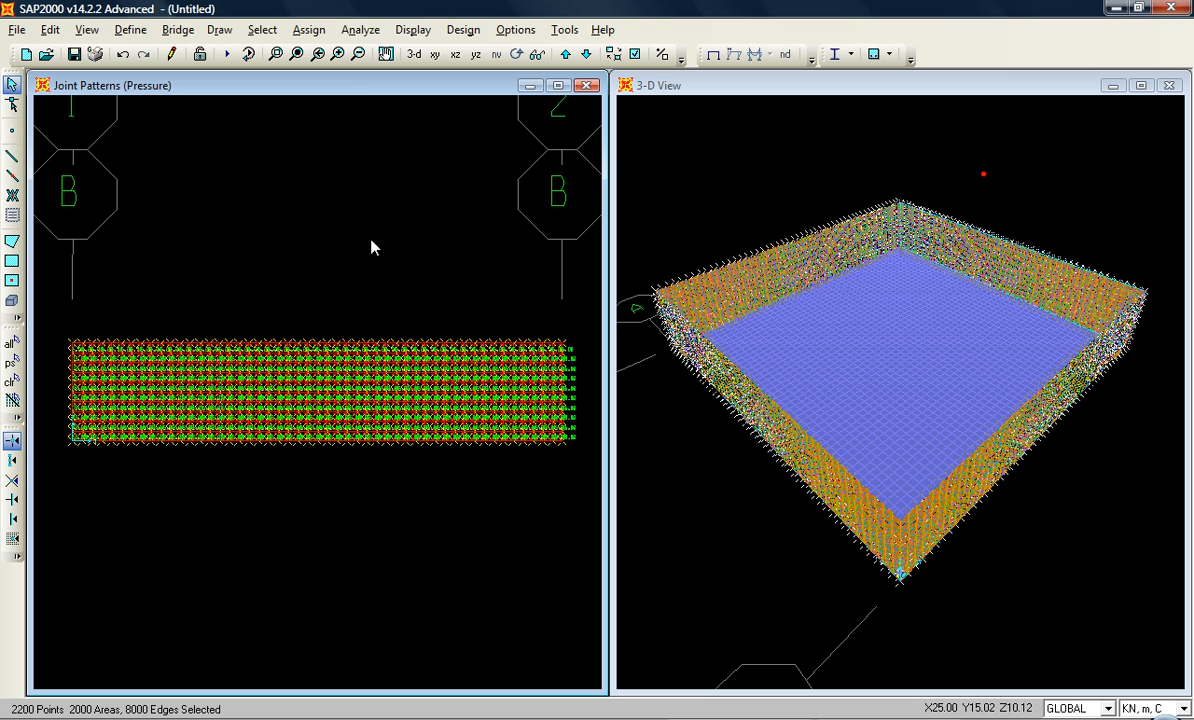 SAP2000 v14.2.2 Advanced - (Untitled)
File Edit View Define Bridge Draw Select Assign Analyze Display Design Options Tools Help
3-d xy xz yz nv nd
Joint Patterns (Pressure)
3-D View
1 2
B B
A
all
ps
clr
2200 Points 2000 Areas, 8000 Edges Selected
X25.00 Y15.02 Z10.12
GLOBAL
KN, m, C